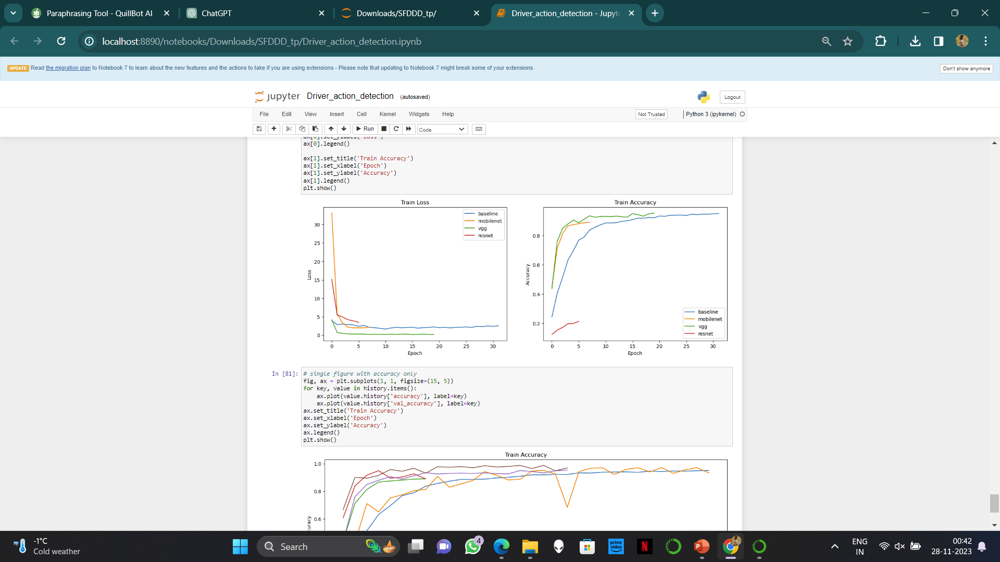 Paraphrasing Tool - QuillBot AI
ChatGPT
Downloads/SFDDD_tp/
Driver_action_detection - Jupyte
localhost:8890/notebooks/Downloads/SFDDD_tp/Driver_action_detection.ipynb
UPDATE Read the migration plan to Notebook 7 to learn about the new features and the actions to take if you are using extensions - Please note that updating to Notebook 7 might break some of your extensions.
Don't show anymore
jupyter Driver_action_detection (autosaved)
Logout
File Edit View Insert Cell Kernel Widgets Help
Not Trusted
Python 3 (ipykernel)
Run
Code
ax[0].set_ylabel('Loss')
ax[0].legend()
ax[1].set_title('Train Accuracy')
ax[1].set_xlabel('Epoch')
ax[1].set_ylabel('Accuracy')
ax[1].legend()
plt.show()
Train Loss
baseline
mobilenet
vgg
resnet
30
25
20
15
10
5
0
Loss
0 5 10 15 20 25 30
Epoch
Train Accuracy
0.8
0.6
0.4
0.2
Accuracy
baseline
mobilenet
vgg
resnet
0 5 10 15 20 25 30
Epoch
In [81]:
# single figure with accuracy only
fig, ax = plt.subplots(1, 1, figsize=(15, 5))
for key, value in history.items():
    ax.plot(value.history['accuracy'], label=key)
    ax.plot(value.history['val_accuracy'], label=key)
ax.set_title('Train Accuracy')
ax.set_xlabel('Epoch')
ax.set_ylabel('Accuracy')
ax.legend()
plt.show()
Train Accuracy
1.0
0.8
0.6
curacy
-1°C
Cold weather
Search
4
prime video
N
P
ENG
IN
00:42
28-11-2023